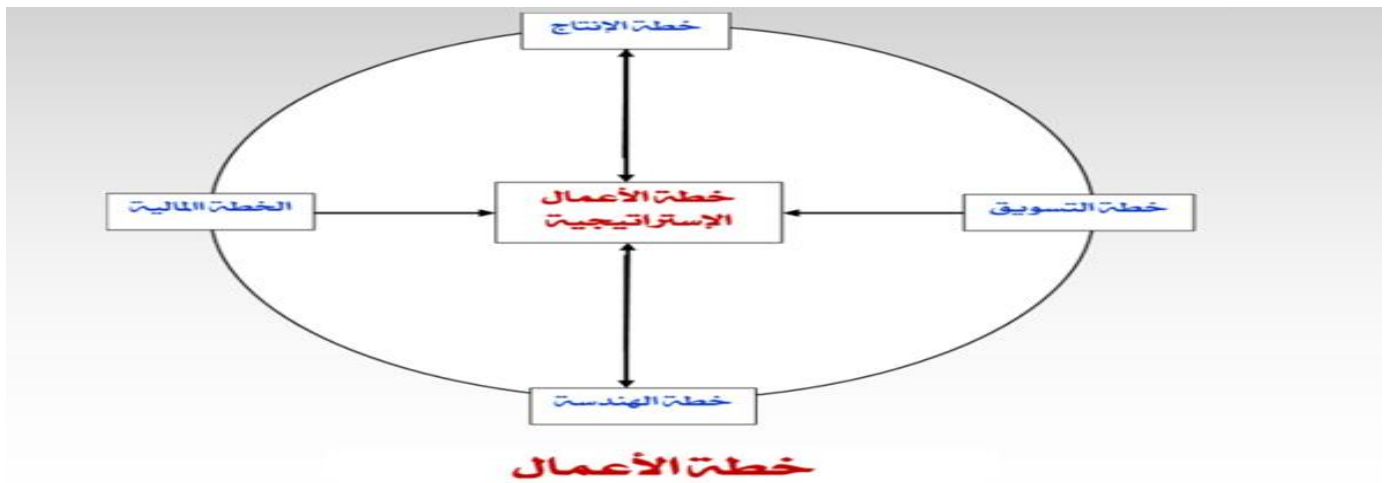 خطة الإنتاج
الخطة المالية
خطة الأعمال
الإستراتيجية
خطة التسويق
خطة الهندسة
خطة الأعمال